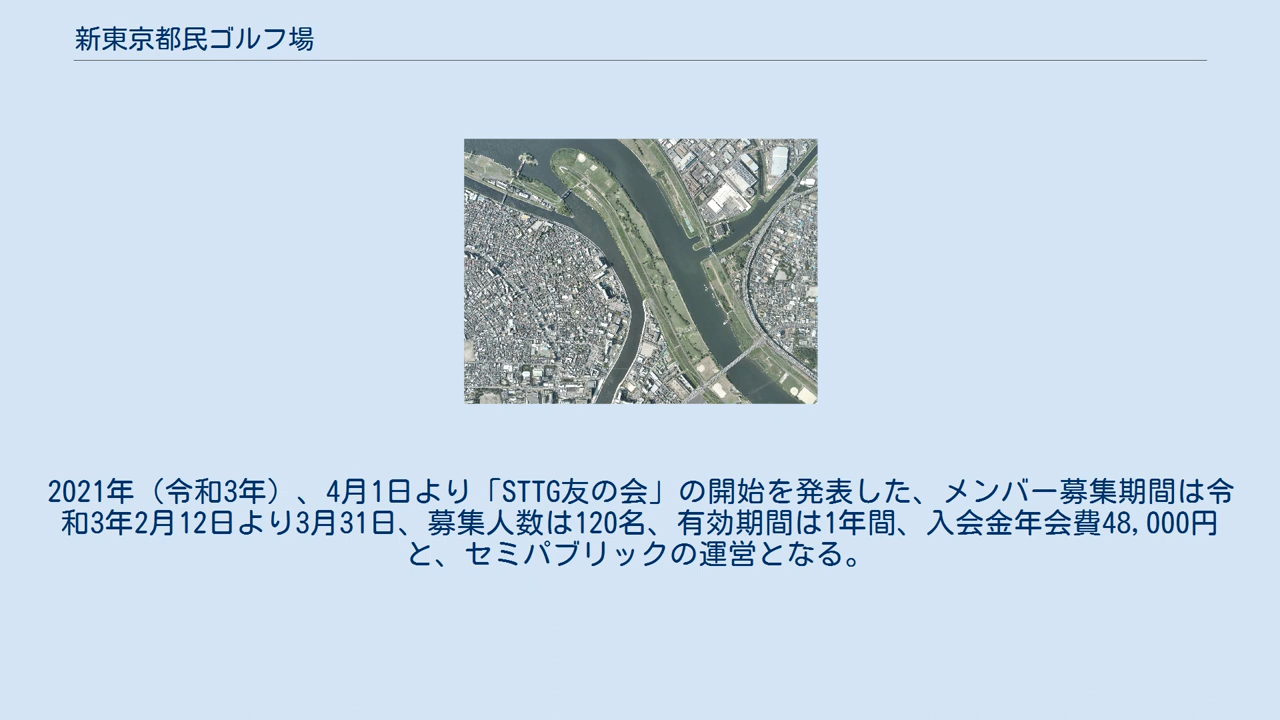 新東京都民ゴルフ場
2021年（令和3年）、4月1日より「STTG友の会」の開始を発表した、メンバー募集期間は令
和3年2月12日より3月31日、募集人数は120名、有効期間は1年間、入会金年会費48,000円
と、セミパブリックの運営となる。